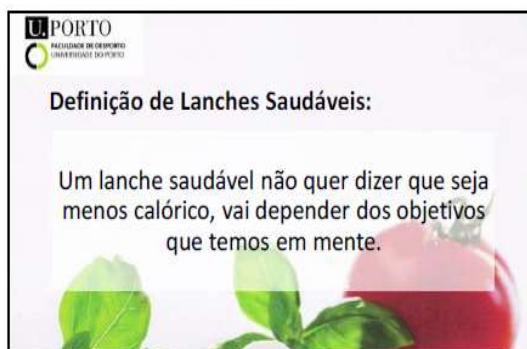 U. PORTO
FACULDADE DE DESPORTO
UNIVERSIDADE DO PORTO
Definição de Lanches Saudáveis:
Um lanche saudável não quer dizer que seja
menos calórico, vai depender dos objetivos
que temos em mente.